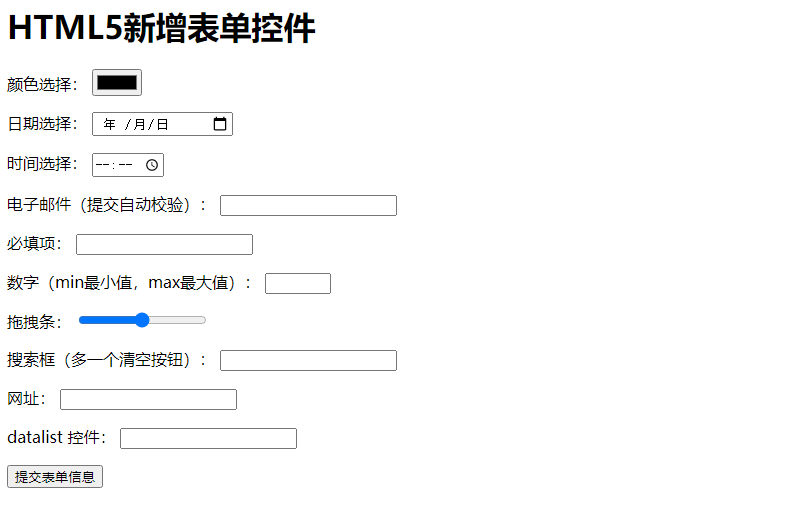 HTML5新增表单控件
颜色选择：
日期选择： 年 /月/日
时间选择： --:--
电子邮件（提交自动校验）：
必填项：
数字（min最小值，max最大值）：
拖拽条：
搜索框（多一个清空按钮）：
网址：
datalist 控件：
提交表单信息